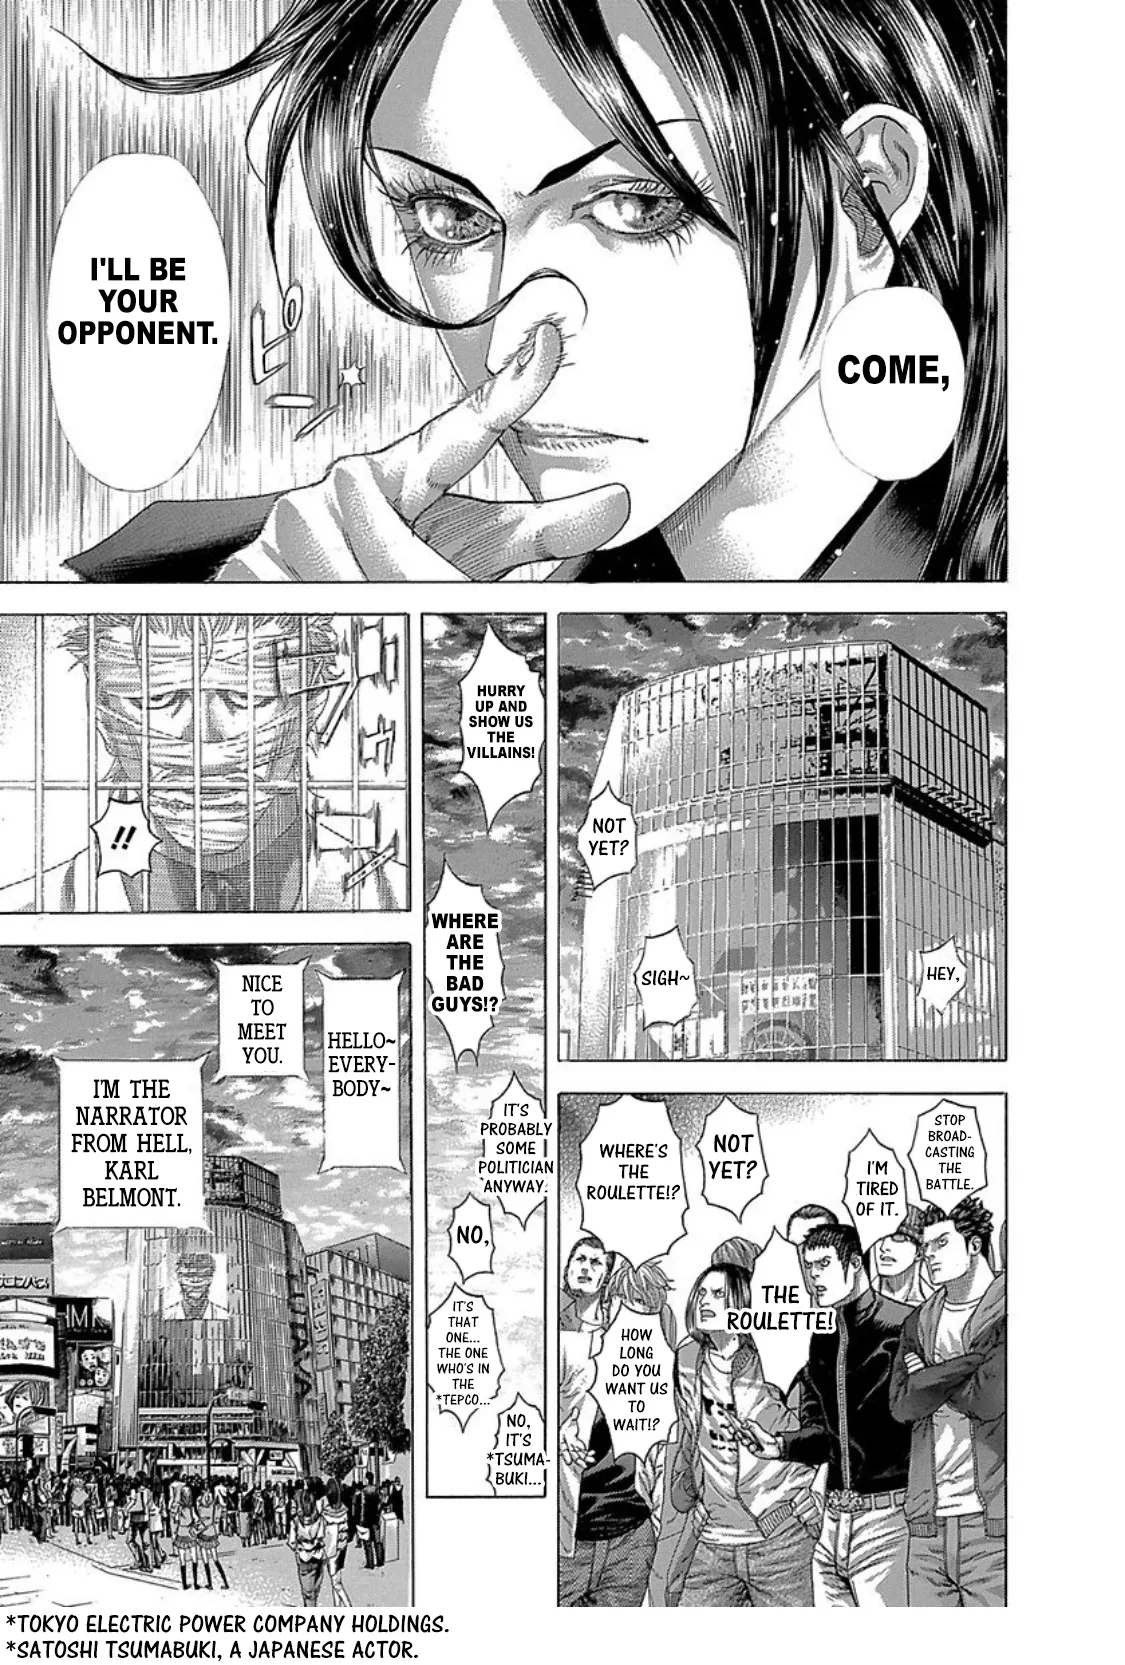 COME,
I'LL BE
YOUR
OPPONENT.
ピ
NOT
YET?
SIGH~
HEY,
STOP
BROAD-
CASTING
THE
BATTLE.
I'M
TIRED
OF IT.
NOT
YET?
WHERE'S
THE
ROULETTE!?
THE
ROULETTE!
HOW
LONG
DO YOU
WANT US
TO
WAIT!?
HURRY
UP AND
SHOW US
THE
VILLAINS!
WHERE
ARE
THE
BAD
GUYS!?
IT'S
PROBABLY
SOME
POLITICIAN
ANYWAY.
NO,
IT'S
THAT
ONE...
THE ONE
WHO'S IN
THE
*TEPCO...
NO,
IT'S
*TSUMA-
BUKI...
!!
HELLO~
EVERY-
BODY~
NICE
TO
MEET
YOU.
I'M THE
NARRATOR
FROM HELL,
KARL
BELMONT.
HM
*TOKYO ELECTRIC POWER COMPANY HOLDINGS.
*SATOSHI TSUMABUKI, A JAPANESE ACTOR.